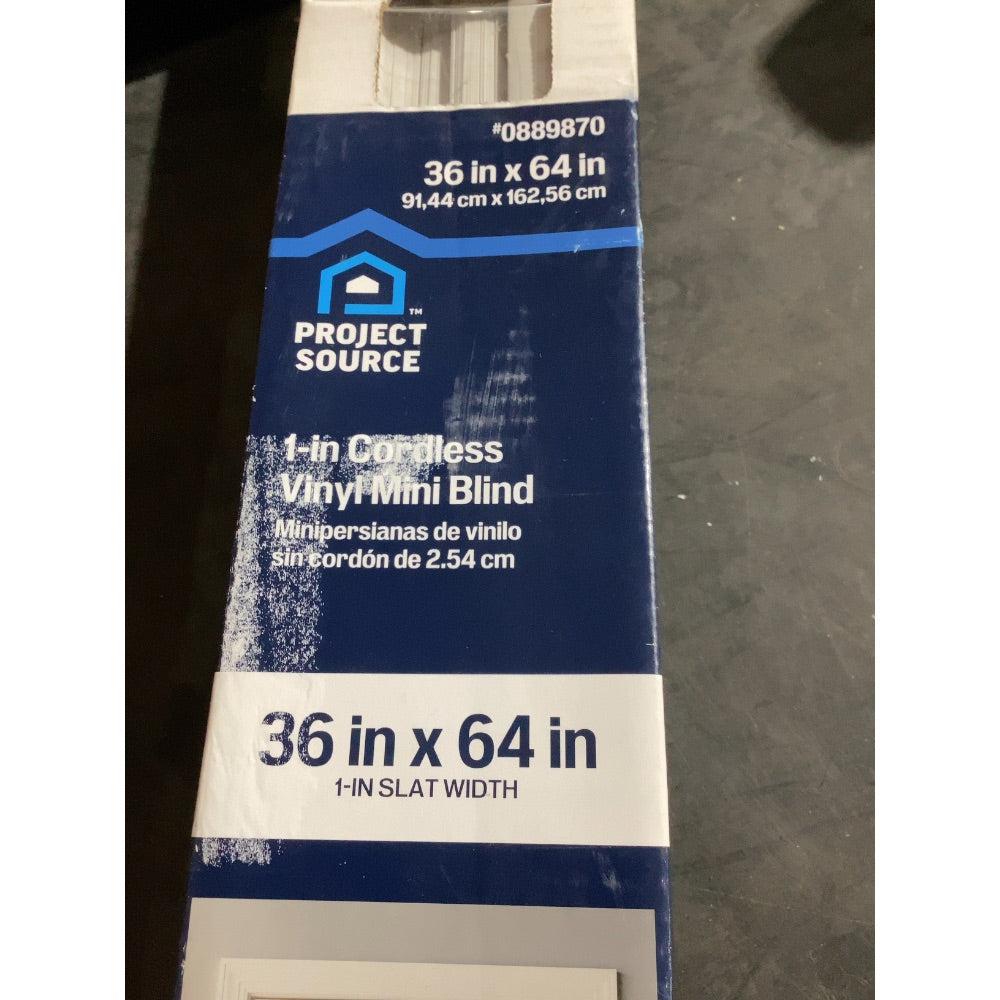 #0889870
36 in x 64 in
91,44 cm x 162,56 cm
TM
PROJECT
SOURCE
1-in Cordless
Vinyl Mini Blind
Minipersianas de vinilo
sin cordón de 2.54 cm
36 in x 64 in
1-IN SLAT WIDTH